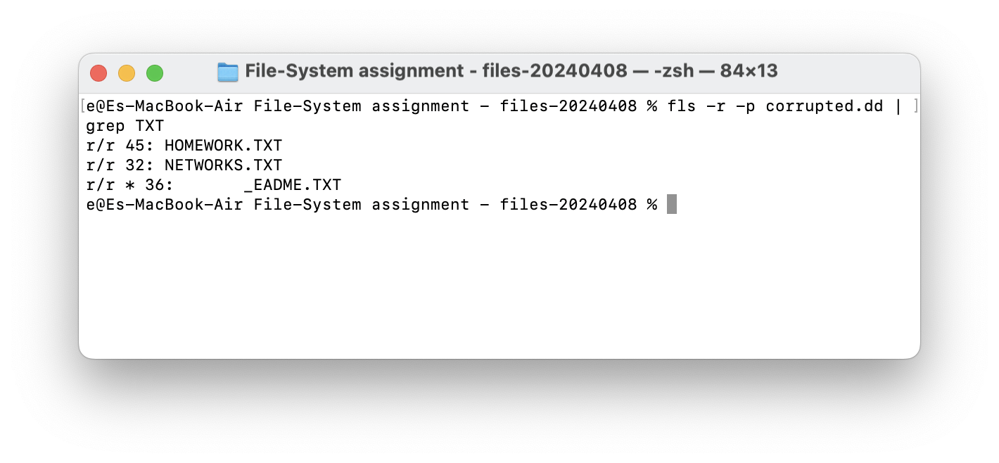 File-System assignment - files-20240408 — -zsh — 84×13
[e@Es-MacBook-Air File-System assignment - files-20240408 % fls -r -p corrupted.dd | ]
grep TXT
r/r 45: HOMEWORK.TXT
r/r 32: NETWORKS.TXT
r/r * 36:       _EADME.TXT
e@Es-MacBook-Air File-System assignment - files-20240408 %